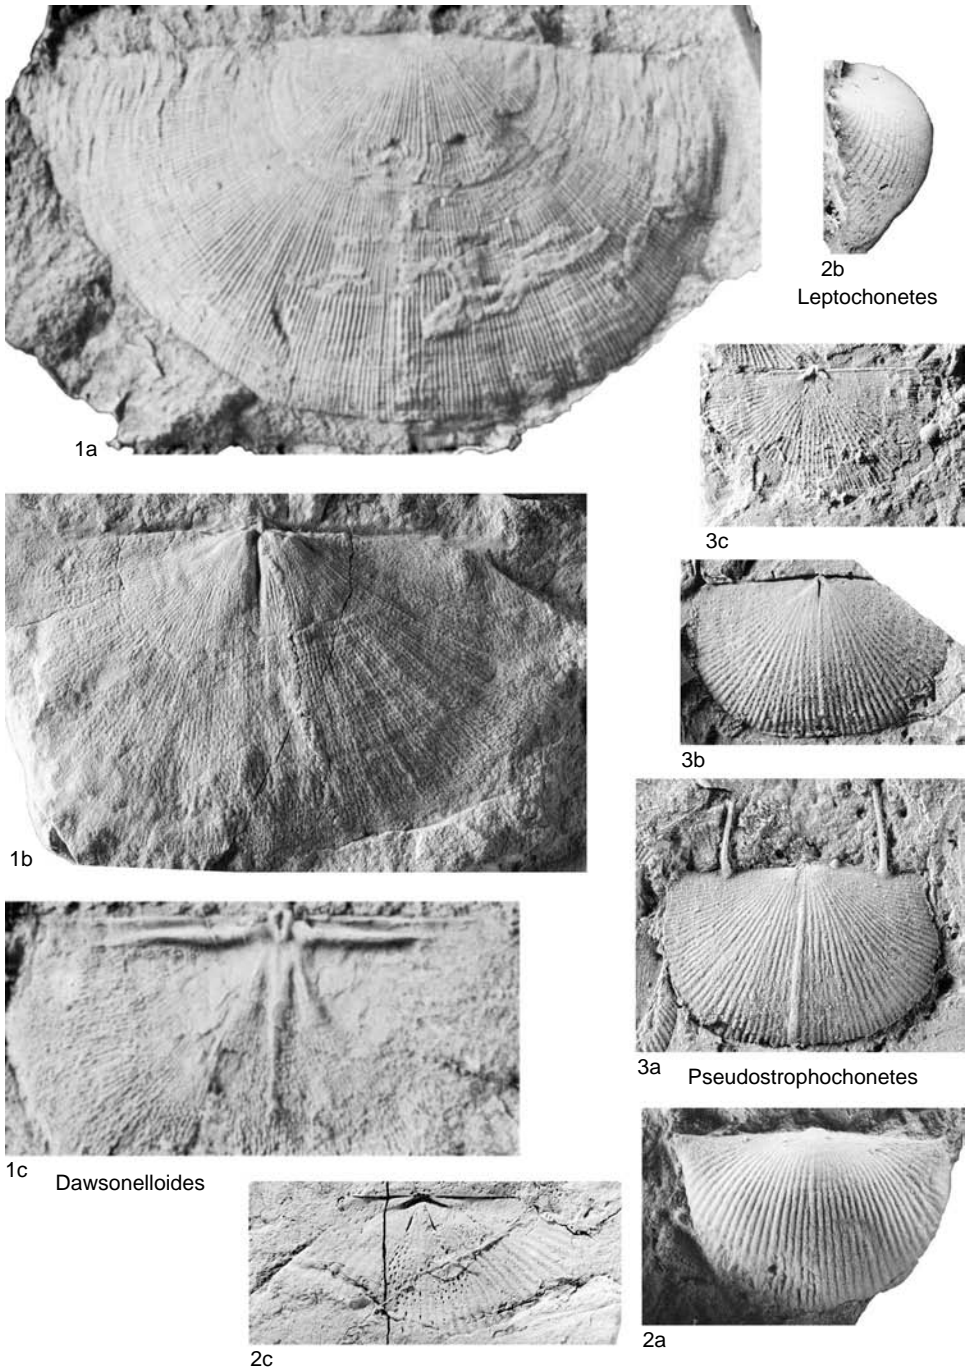 1a
2b
Leptochonetes
3c
1b
3b
3a
Pseudostrophochonetes
1c
Dawsonelloides
2c
2a